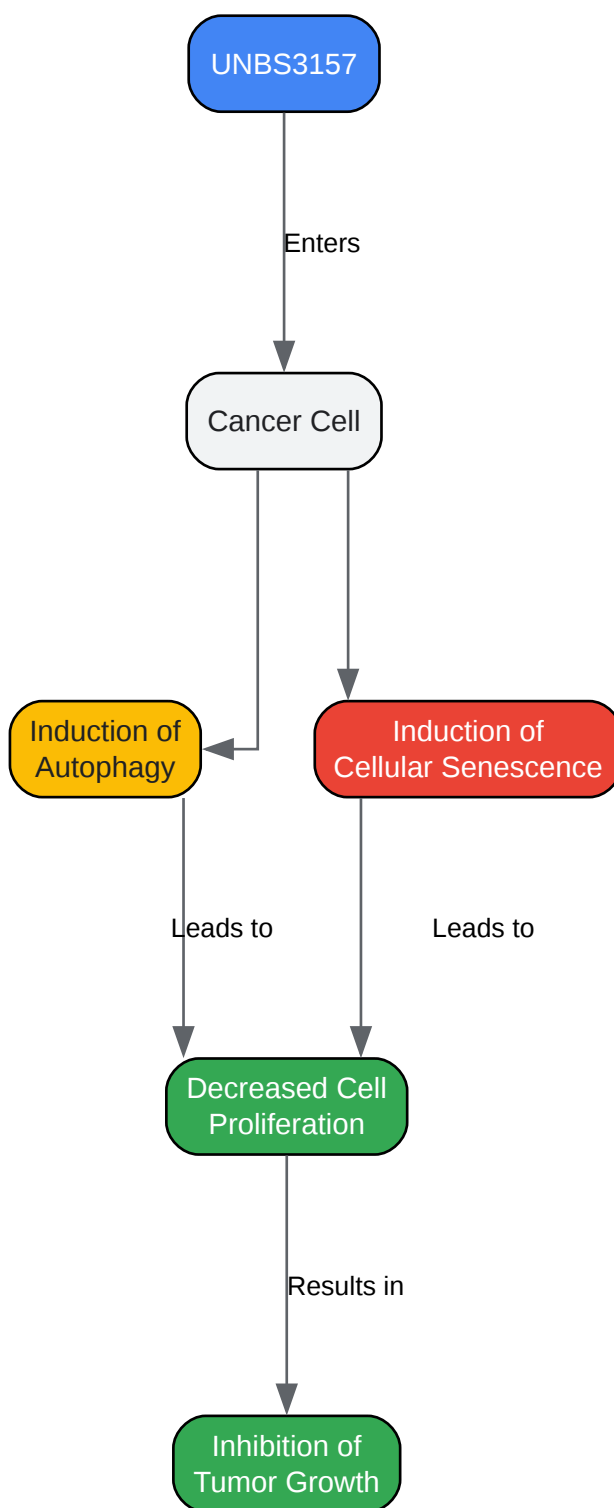 UNBS3157
Enters
Cancer Cell
Induction of
Autophagy
Induction of
Cellular Senescence
Leads to
Leads to
Decreased Cell
Proliferation
Results in
Inhibition of
Tumor Growth